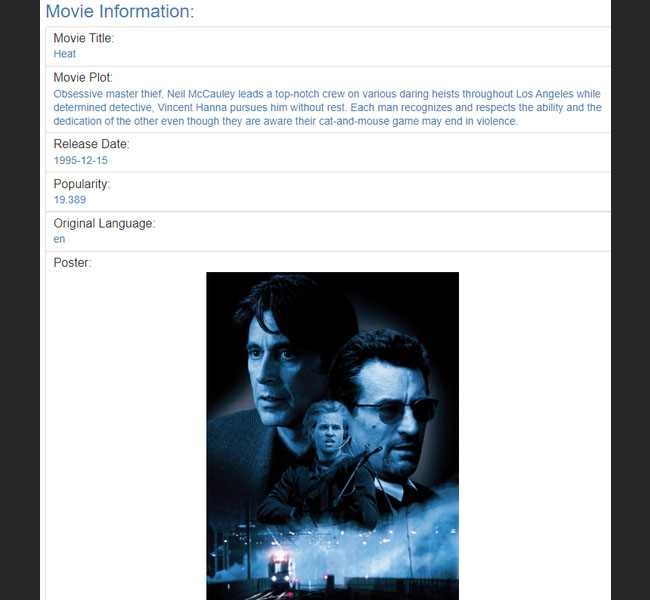 Movie Information:
Movie Title:
Heat
Movie Plot:
Obsessive master thief, Neil McCauley leads a top-notch crew on various daring heists throughout Los Angeles while
determined detective, Vincent Hanna pursues him without rest. Each man recognizes and respects the ability and the
dedication of the other even though they are aware their cat-and-mouse game may end in violence.
Release Date:
1995-12-15
Popularity:
19.389
Original Language:
en
Poster: